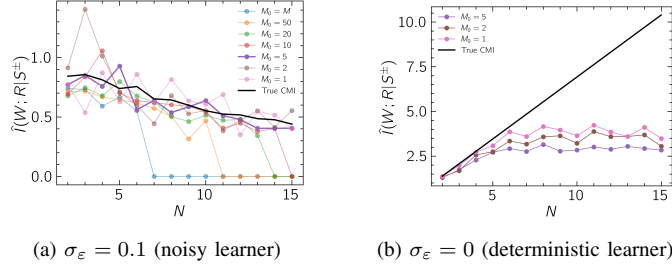 Î(W; R|S±)
1.0
0.5
0.0
5
10
15
N
M₀ = M
M₀ = 50
M₀ = 20
M₀ = 10
M₀ = 5
M₀ = 2
M₀ = 1
True CMI
(a) σ_ε = 0.1 (noisy learner)
Î(W; R|S±)
10.0
7.5
5.0
2.5
5
10
15
N
M₀ = 5
M₀ = 2
M₀ = 1
True CMI
(b) σ_ε = 0 (deterministic learner)